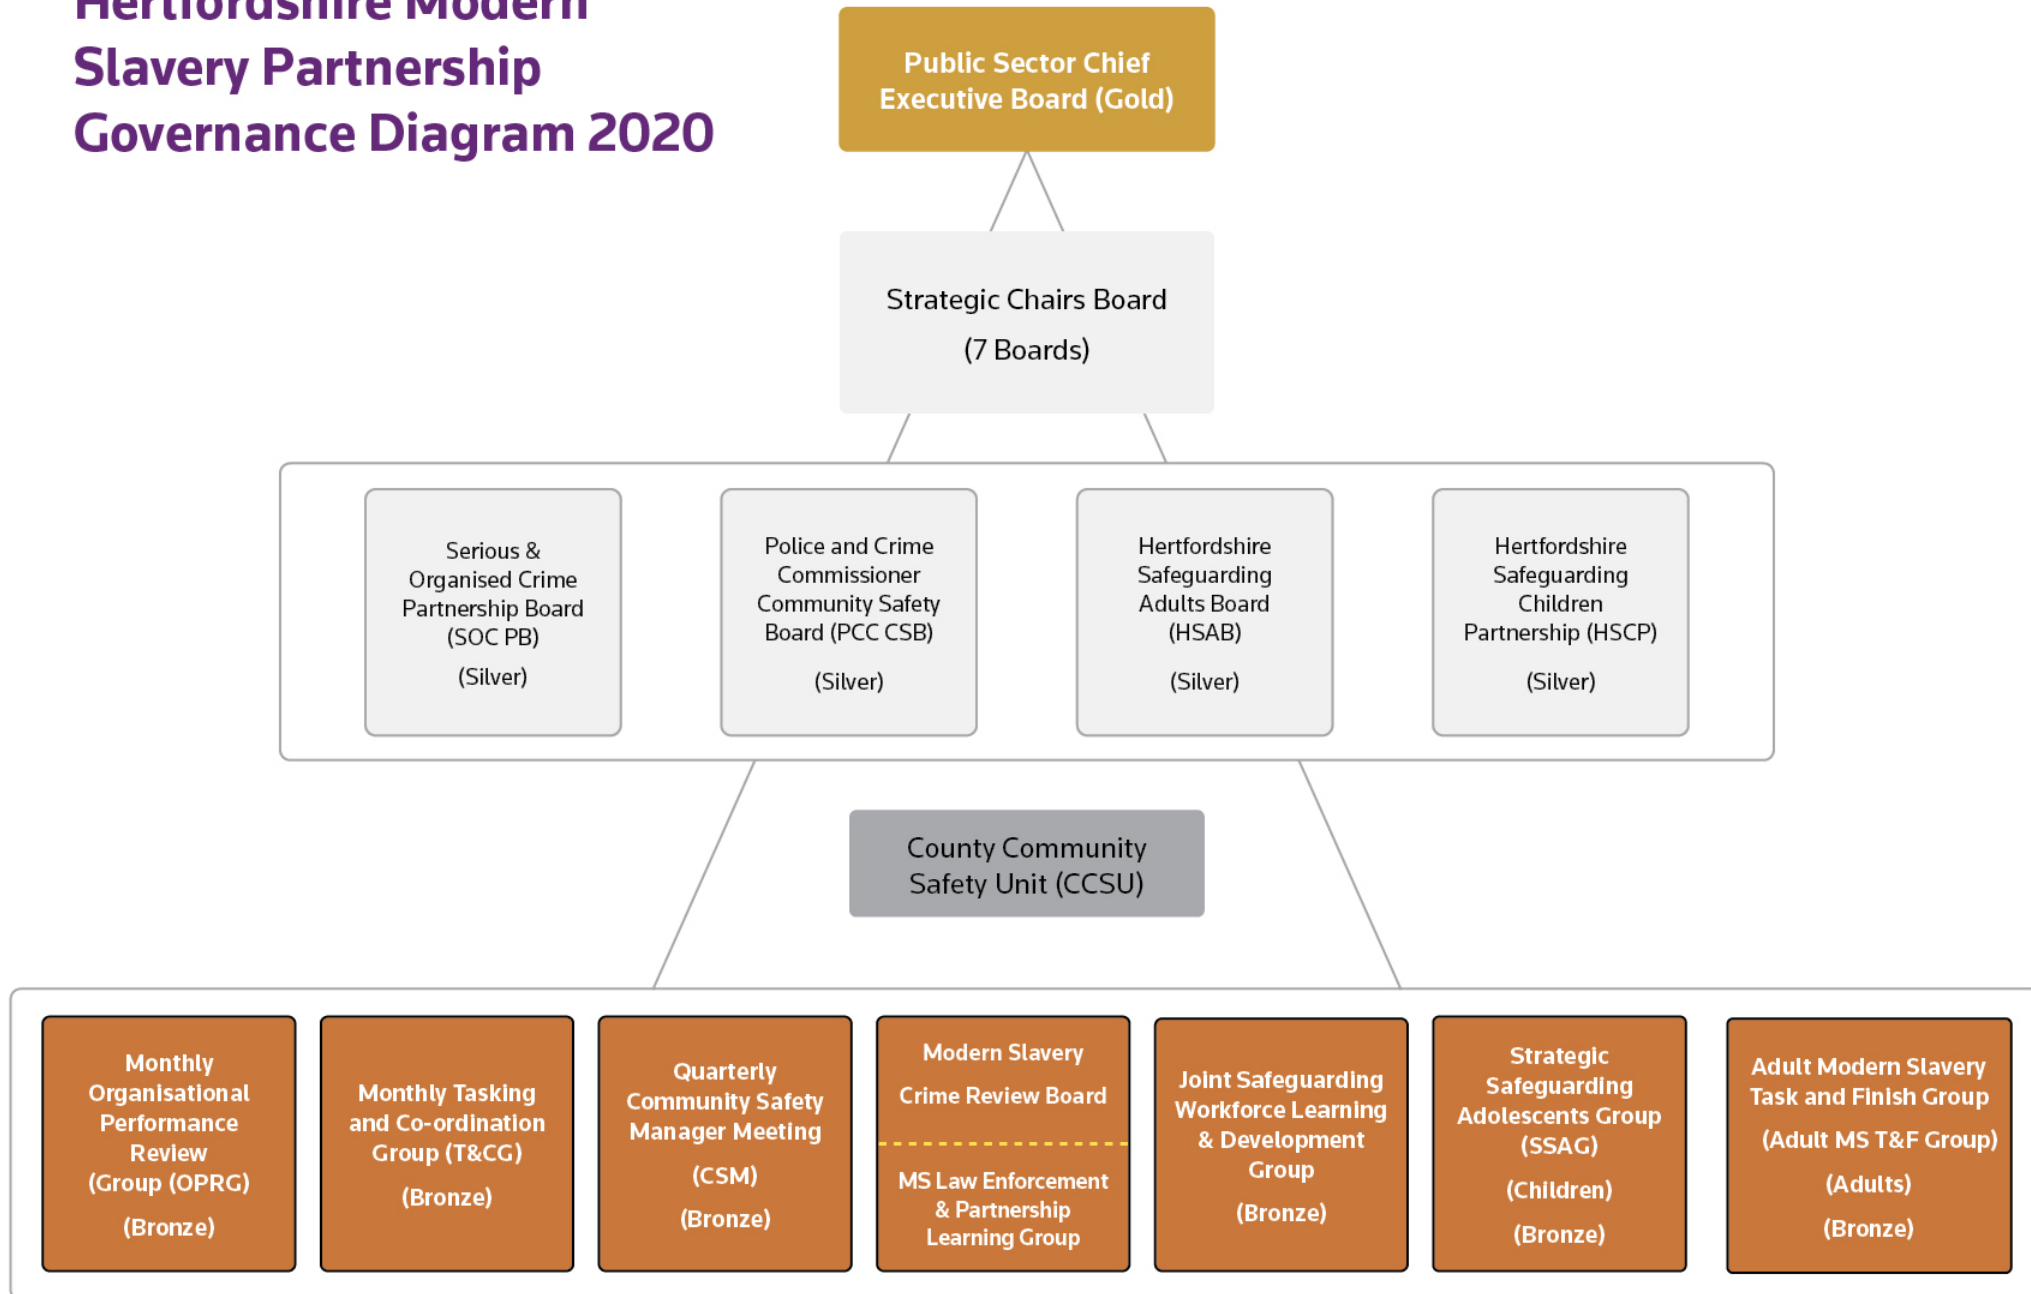 Hertfordshire Modern
Slavery Partnership
Governance Diagram 2020
Public Sector Chief
Executive Board (Gold)
Strategic Chairs Board
(7 Boards)
Serious &
Organised Crime
Partnership Board
(SOC PB)
(Silver)
Police and Crime
Commissioner
Community Safety
Board (PCC CSB)
(Silver)
Hertfordshire
Safeguarding
Adults Board
(HSAB)
(Silver)
Hertfordshire
Safeguarding
Children
Partnership (HSCP)
(Silver)
County Community
Safety Unit (CCSU)
Monthly
Organisational
Performance
Review
(Group (OPRG)
(Bronze)
Monthly Tasking
and Co-ordination
Group (T&CG)
(Bronze)
Quarterly
Community Safety
Manager Meeting
(CSM)
(Bronze)
Modern Slavery
Crime Review Board
MS Law Enforcement
& Partnership
Learning Group
Joint Safeguarding
Workforce Learning
& Development
Group
(Bronze)
Strategic
Safeguarding
Adolescents Group
(SSAG)
(Children)
(Bronze)
Adult Modern Slavery
Task and Finish Group
(Adult MS T&F Group)
(Adults)
(Bronze)